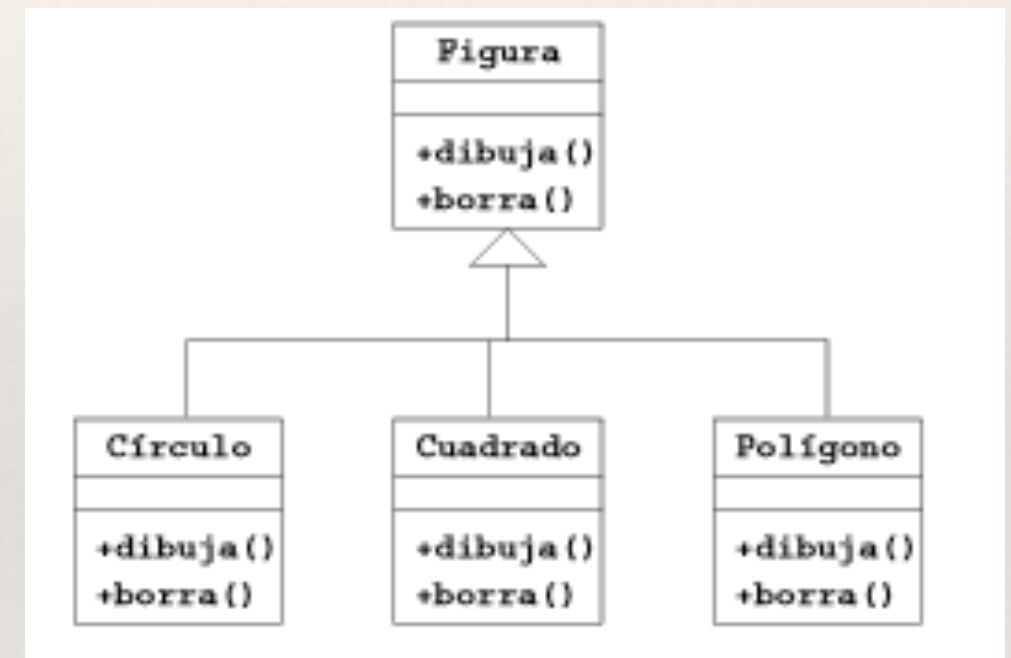 Figura
+dibuja()
+borra()
Círculo
+dibuja()
+borra()
Cuadrado
+dibuja()
+borra()
Polígono
+dibuja()
+borra()